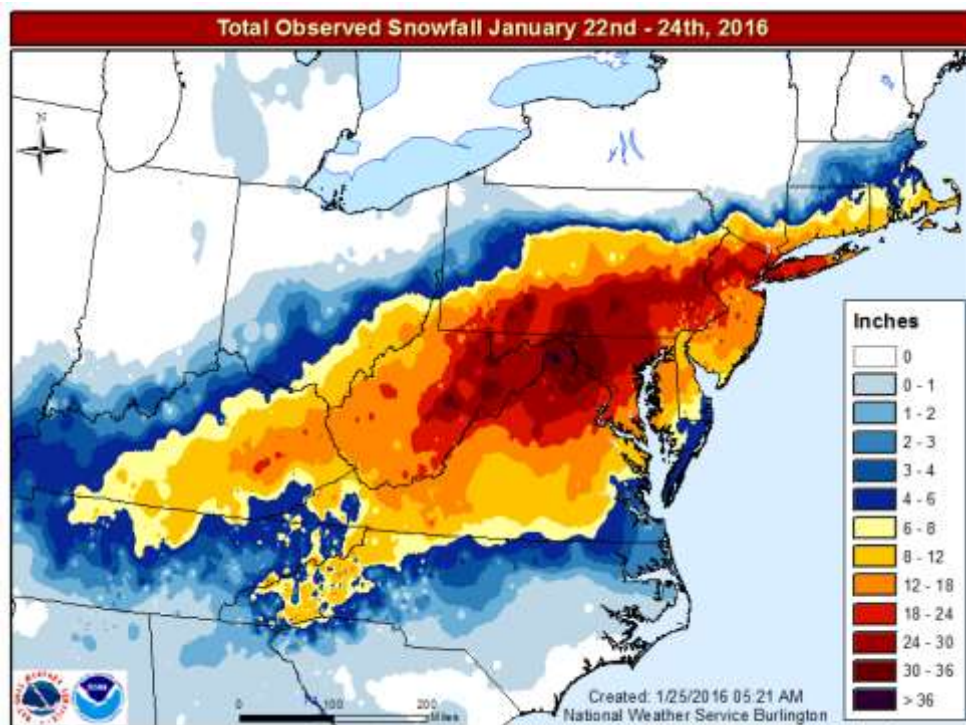 Total Observed Snowfall January 22nd - 24th, 2016
N
Inches
0
0 - 1
1 - 2
2 - 3
3 - 4
4 - 6
6 - 8
8 - 12
12 - 18
18 - 24
24 - 30
30 - 36
> 36
0 100 200
Miles
Created: 1/25/2016 05:21 AM
National Weather Service Burlington